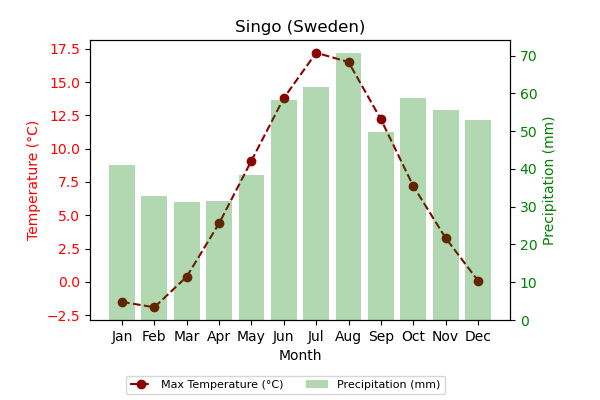 Singo (Sweden)
17.5
15.0
12.5
10.0
7.5
5.0
2.5
0.0
−2.5
Temperature (°C)
70
60
50
40
30
20
10
0
Precipitation (mm)
Jan Feb Mar Apr May Jun Jul Aug Sep Oct Nov Dec
Month
Max Temperature (°C) Precipitation (mm)